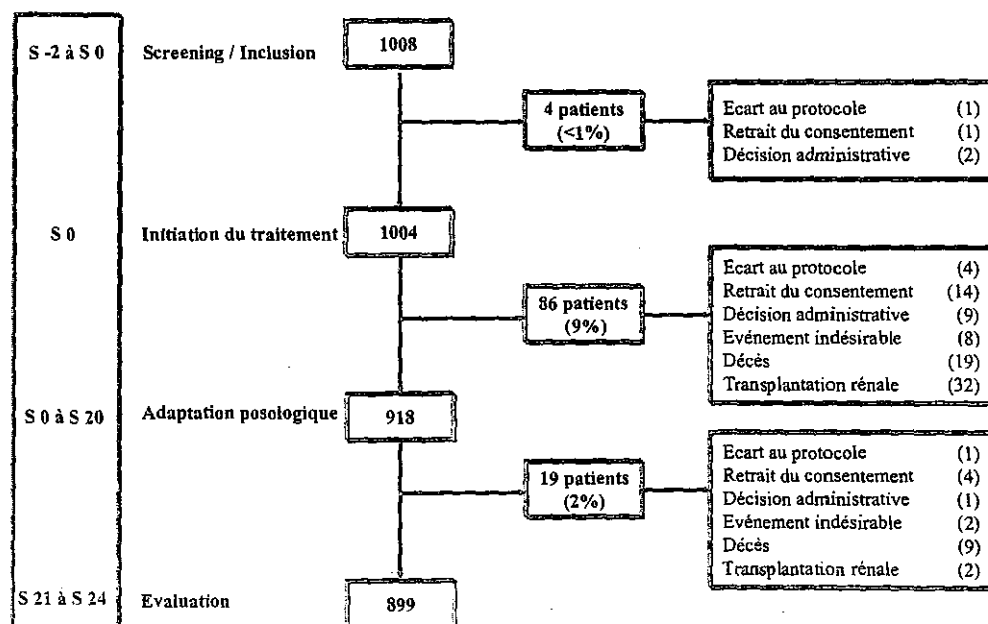 S -2 à S 0 Screening / Inclusion 1008
4 patients
(<1%)
Ecart au protocole (1)
Retrait du consentement (1)
Décision administrative (2)
S 0 Initiation du traitement 1004
86 patients
(9%)
Ecart au protocole (4)
Retrait du consentement (14)
Décision administrative (9)
Evénement indésirable (8)
Décès (19)
Transplantation rénale (32)
S 0 à S 20 Adaptation posologique 918
19 patients
(2%)
Ecart au protocole (1)
Retrait du consentement (4)
Décision administrative (1)
Evénement indésirable (2)
Décès (9)
Transplantation rénale (2)
S 21 à S 24 Evaluation 899